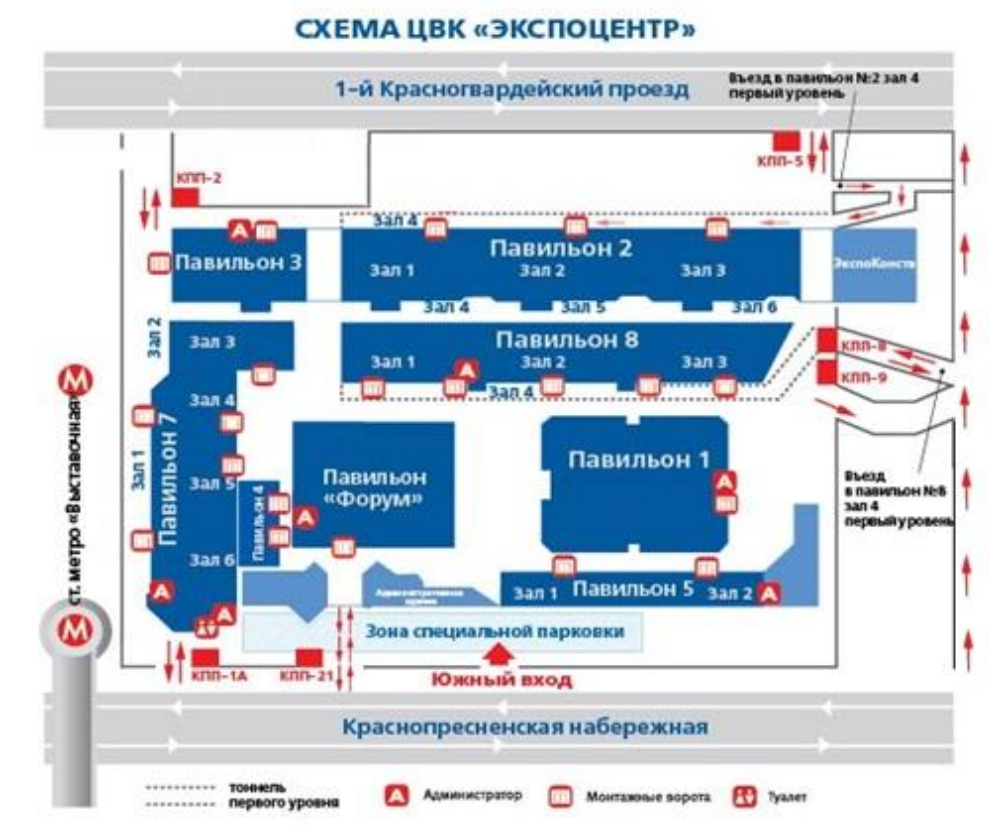 СХЕМА ЦВК «ЭКСПОЦЕНТР»
1-й Красногвардейский проезд
Въезд в павильон №2 зал 4
первый уровень
КПП-5
КПП-2
Зал 4
А
Павильон 3
Павильон 2
Зал 1
Зал 2
Зал 3
ЭкспоКонста
Зал 4
Зал 5
Зал 6
Зал 2
Зал 3
Павильон 8
Зал 1
Зал 2
Зал 3
А
Зал 4
КПП-8
КПП-9
М
ст. метро «Выставочная»
М
Зал 1
Павильон 7
Зал 4
Зал 5
Зал 6
Павильон 4
Павильон
«Форум»
А
Павильон 1
А
Въезд
в павильон №8
зал 4
первый уровень
А
А
Зал 1
Павильон 5
Зал 2
А
Зона специальной парковки
КПП-1А
КПП-21
Южный вход
Краснопресненская набережная
тоннель
первого уровня
А
Администратор
Монтажные ворота
Туалет